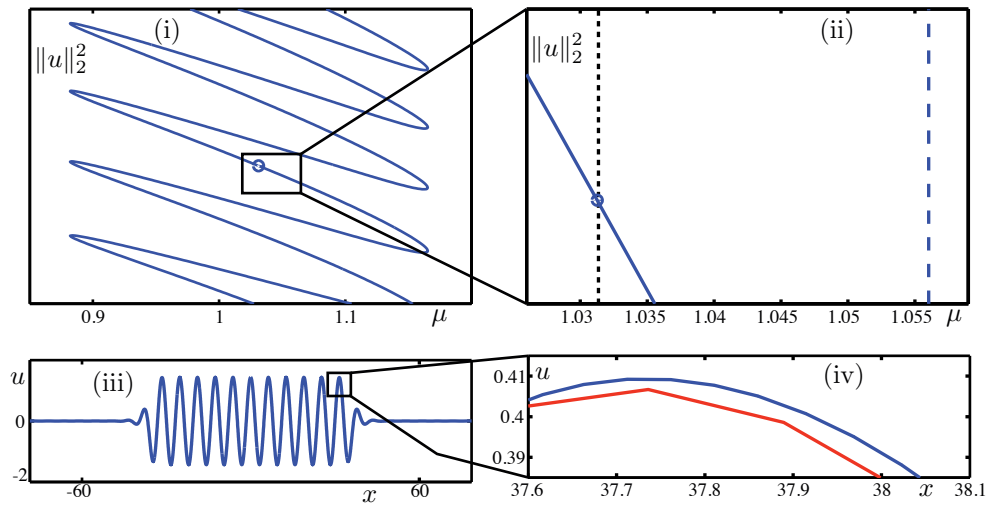 (i)
‖u‖₂²
0.9 1 1.1 μ
(ii)
‖u‖₂²
1.03 1.035 1.04 1.045 1.05 1.055 μ
(iii)
u
0
-2
-60 x 60
(iv)
u
0.41
0.4
0.39
37.6 37.7 37.8 37.9 38 x 38.1